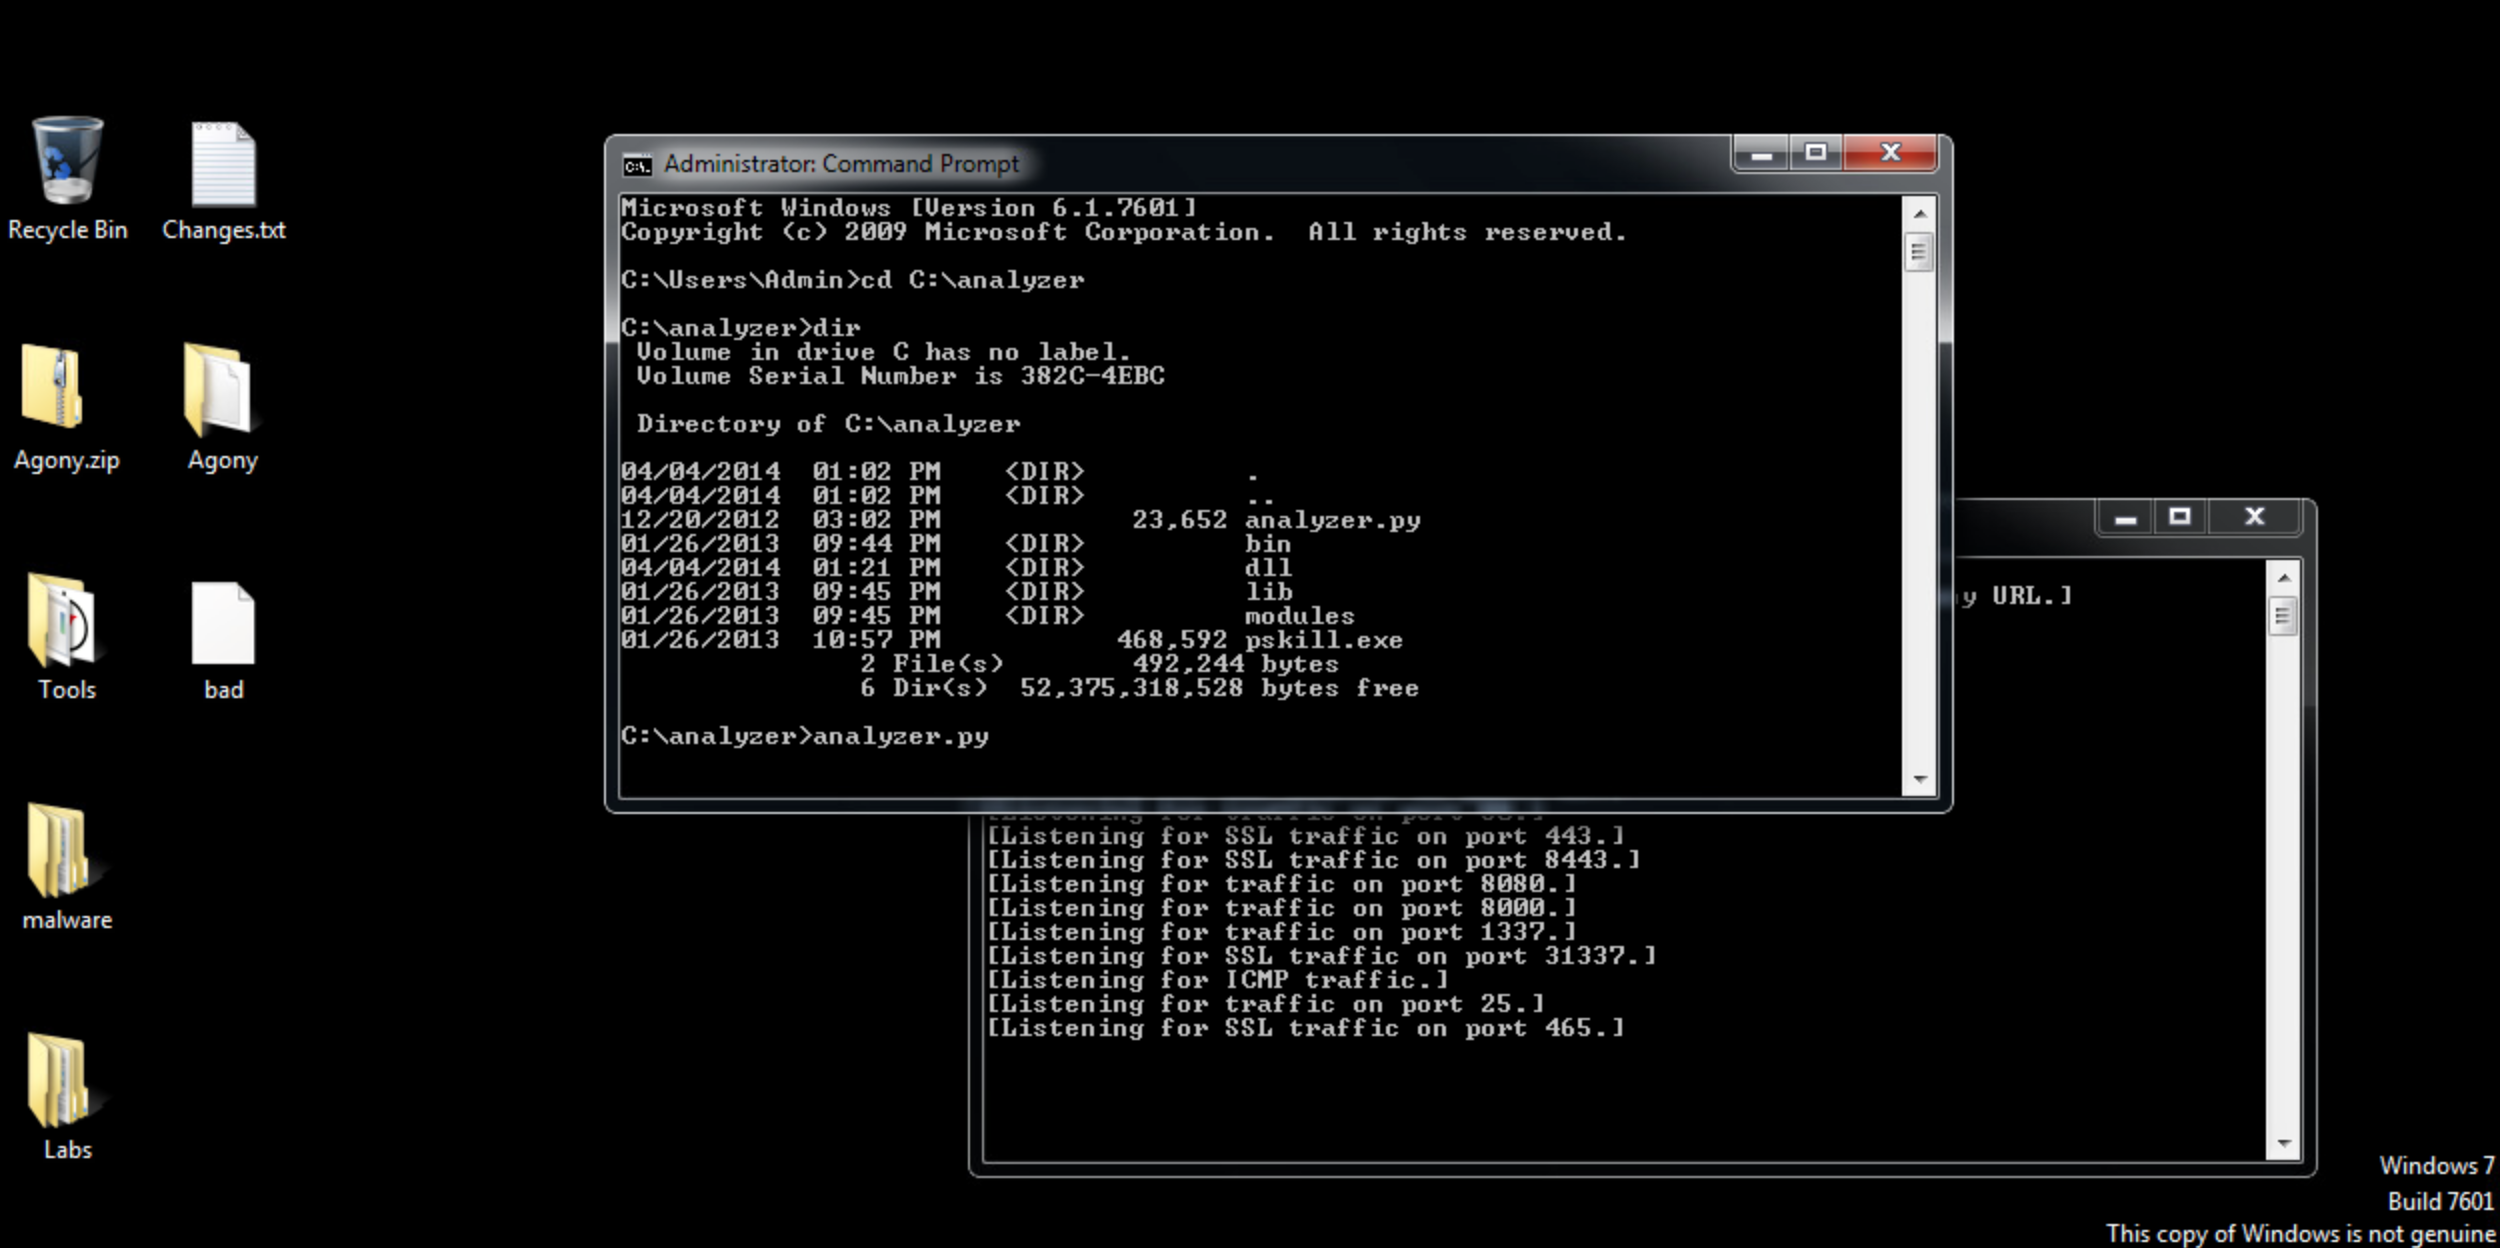 Recycle Bin
Changes.txt
Agony.zip
Agony
Tools
bad
malware
Labs
Administrator: Command Prompt
Microsoft Windows [Version 6.1.7601]
Copyright (c) 2009 Microsoft Corporation.  All rights reserved.
C:\Users\Admin>cd C:\analyzer
C:\analyzer>dir
 Volume in drive C has no label.
 Volume Serial Number is 382C-4EBC
 Directory of C:\analyzer
04/04/2014  01:02 PM    <DIR>          .
04/04/2014  01:02 PM    <DIR>          ..
12/20/2012  03:02 PM            23,652 analyzer.py
01/26/2013  09:44 PM    <DIR>          bin
04/04/2014  01:21 PM    <DIR>          dll
01/26/2013  09:45 PM    <DIR>          lib
01/26/2013  09:45 PM    <DIR>          modules
01/26/2013  10:57 PM           468,592 pskill.exe
               2 File(s)        492,244 bytes
               6 Dir(s)  52,375,318,528 bytes free
C:\analyzer>analyzer.py
y URL.]
[Listening for SSL traffic on port 443.]
[Listening for SSL traffic on port 8443.]
[Listening for traffic on port 8080.]
[Listening for traffic on port 8000.]
[Listening for traffic on port 1337.]
[Listening for SSL traffic on port 31337.]
[Listening for ICMP traffic.]
[Listening for traffic on port 25.]
[Listening for SSL traffic on port 465.]
Windows 7
Build 7601
This copy of Windows is not genuine